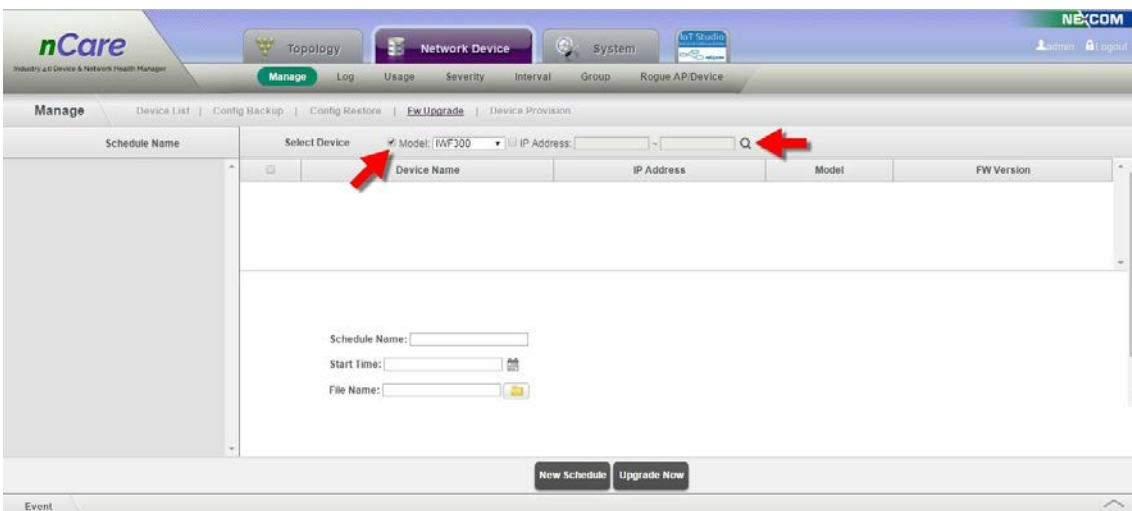 NEXCOM
nCare
Industry 4.0 Device & Network Health Manager
Topology
Network Device
System
IoT Studio
admin
Logout
Manage Log Usage Severity Interval Group Rogue AP/Device
Manage
Device List | Config Backup | Config Restore | Fw Upgrade | Device Provision
Schedule Name
Select Device Model: IWF300 IP Address: ~
Device Name IP Address Model FW Version
Schedule Name:
Start Time:
File Name:
New Schedule Upgrade Now
Event